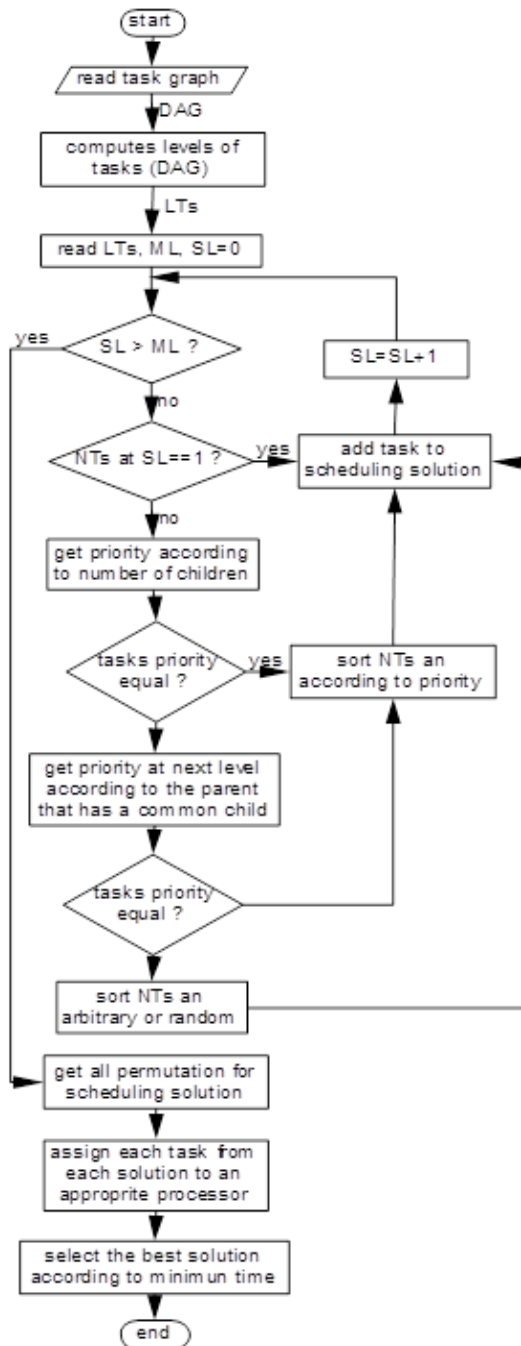 start
read task graph
DAG
computes levels of
tasks (DAG)
LTs
read LTs, ML, SL=0
yes
SL > ML ?
SL=SL+1
no
NTs at SL==1 ?
yes
add task to
scheduling solution
no
get priority according
to number of children
tasks priority
equal ?
yes
sort NTs an
according to priority
get priority at next level
according to the parent
that has a common child
tasks priority
equal ?
sort NTs an
arbitrary or random
get all permutation for
scheduling solution
assign each task from
each solution to an
approprite processor
select the best solution
according to minimun time
end